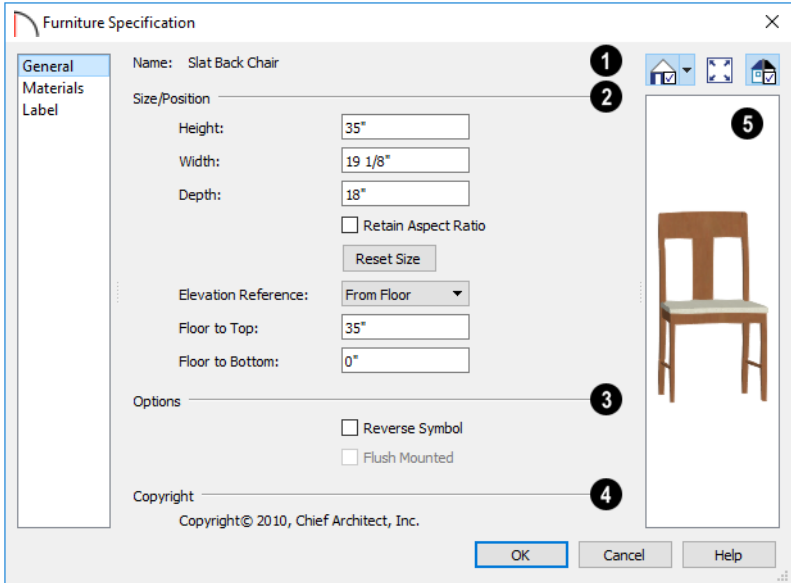 Furniture Specification
General
Materials
Label
Name: Slat Back Chair 1
Size/Position 2
Height: 35"
Width: 19 1/8"
Depth: 18"
Retain Aspect Ratio
Reset Size
Elevation Reference: From Floor
Floor to Top: 35"
Floor to Bottom: 0"
Options 3
Reverse Symbol
Flush Mounted
Copyright 4
Copyright© 2010, Chief Architect, Inc.
5
OK Cancel Help